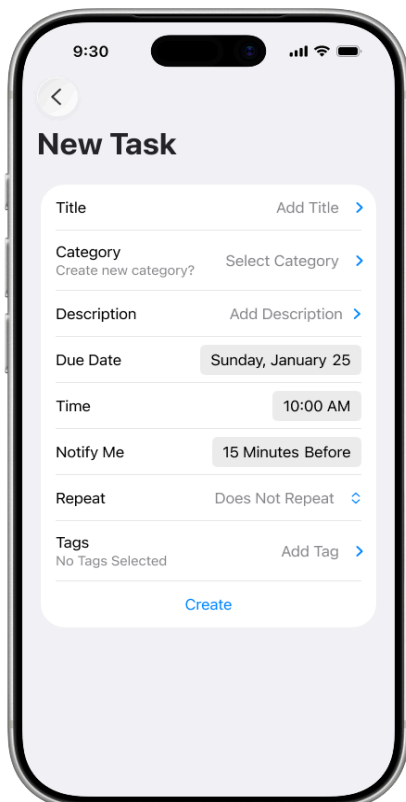 9:30
New Task
Title Add Title
Category Select Category
Create new category?
Description Add Description
Due Date Sunday, January 25
Time 10:00 AM
Notify Me 15 Minutes Before
Repeat Does Not Repeat
Tags Add Tag
No Tags Selected
Create